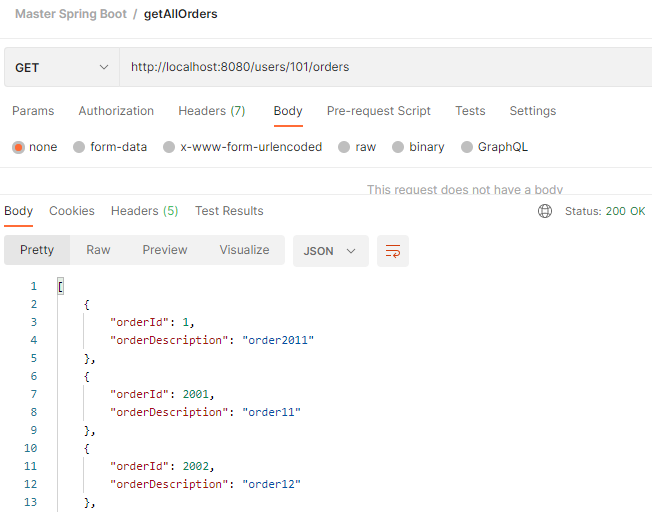 Master Spring Boot / getAllOrders
GET http://localhost:8080/users/101/orders
Params Authorization Headers (7) Body Pre-request Script Tests Settings
none form-data x-www-form-urlencoded raw binary GraphQL
This request does not have a body
Body Cookies Headers (5) Test Results Status: 200 OK
Pretty Raw Preview Visualize JSON
1 [
2 {
3 "orderId": 1,
4 "orderDescription": "order2011"
5 },
6 {
7 "orderId": 2001,
8 "orderDescription": "order11"
9 },
10 {
11 "orderId": 2002,
12 "orderDescription": "order12"
13 },